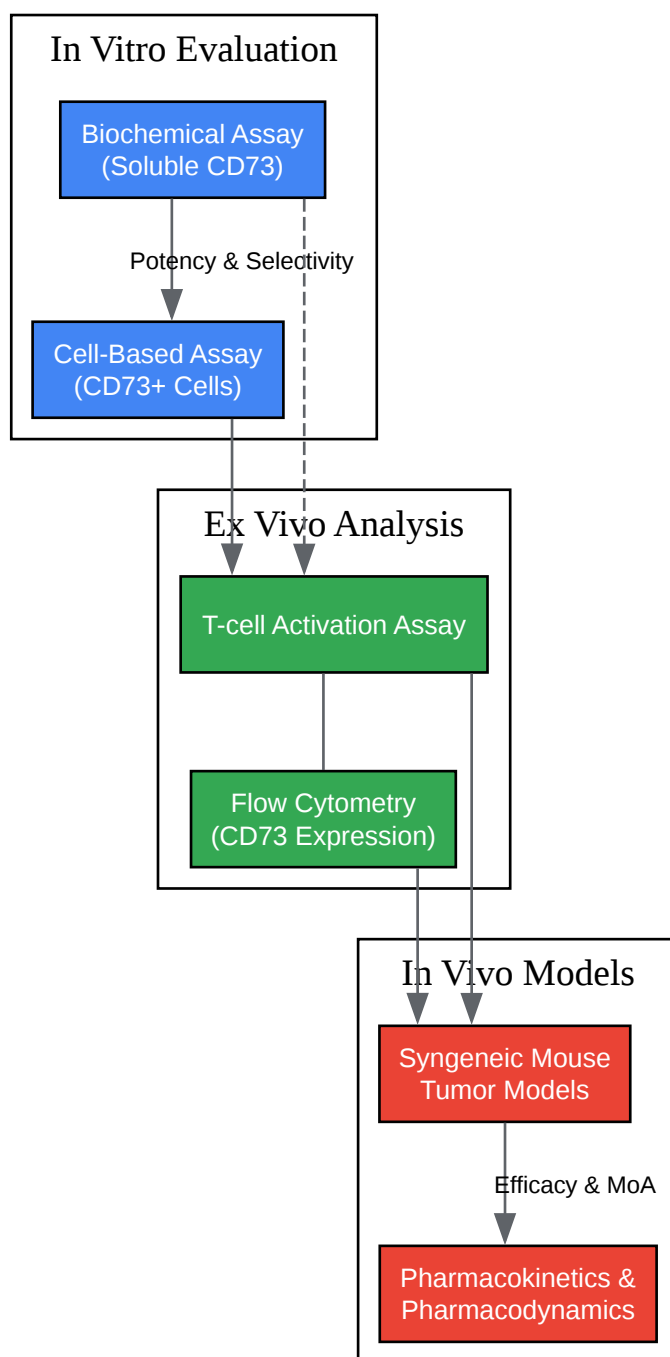 In Vitro Evaluation
Biochemical Assay
(Soluble CD73)
Potency & Selectivity
Cell-Based Assay
(CD73+ Cells)
Ex Vivo Analysis
T-cell Activation Assay
Flow Cytometry
(CD73 Expression)
In Vivo Models
Syngeneic Mouse
Tumor Models
Efficacy & MoA
Pharmacokinetics &
Pharmacodynamics